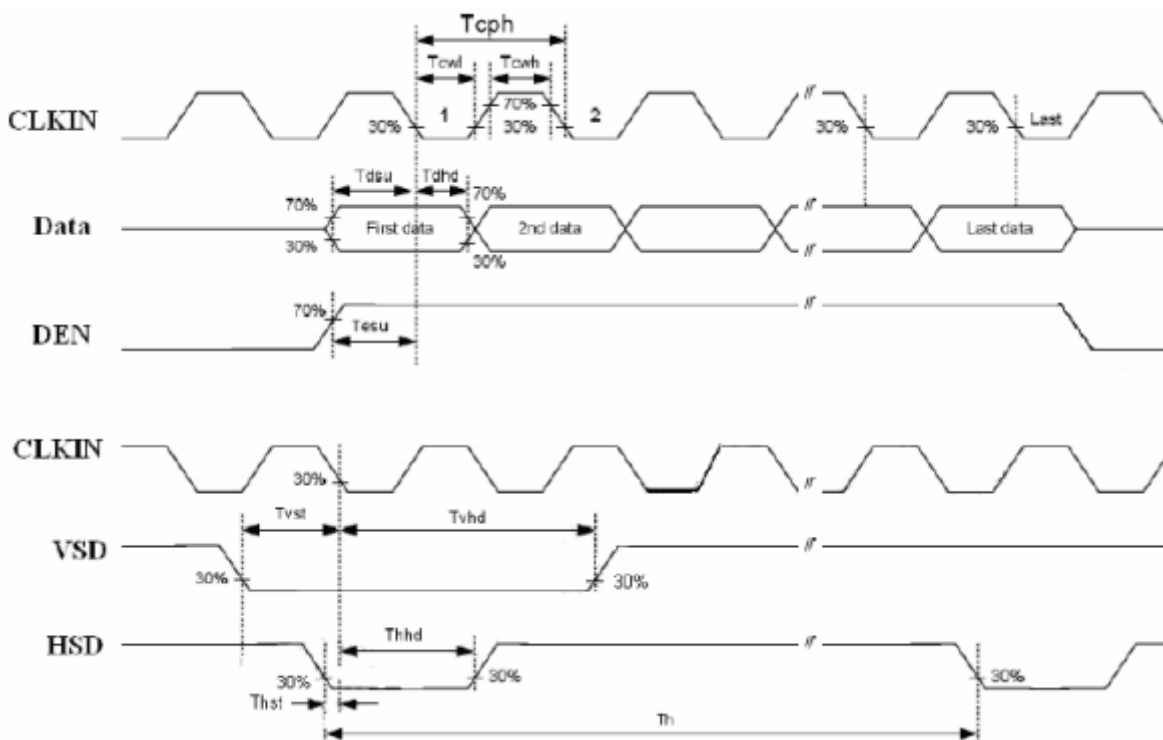 Tcph
Tcwl Tcwh
CLKIN 30% 1 70% 30% 2 30% 30% Last
Tdsu Tdhd
70% 70%
Data First data 2nd data Last data
30% 30%
70%
DEN Tesu
CLKIN
30%
Tvst Tvhd
VSD
30% 30%
HSD Thhd
30% 30% 30%
Thst
Th